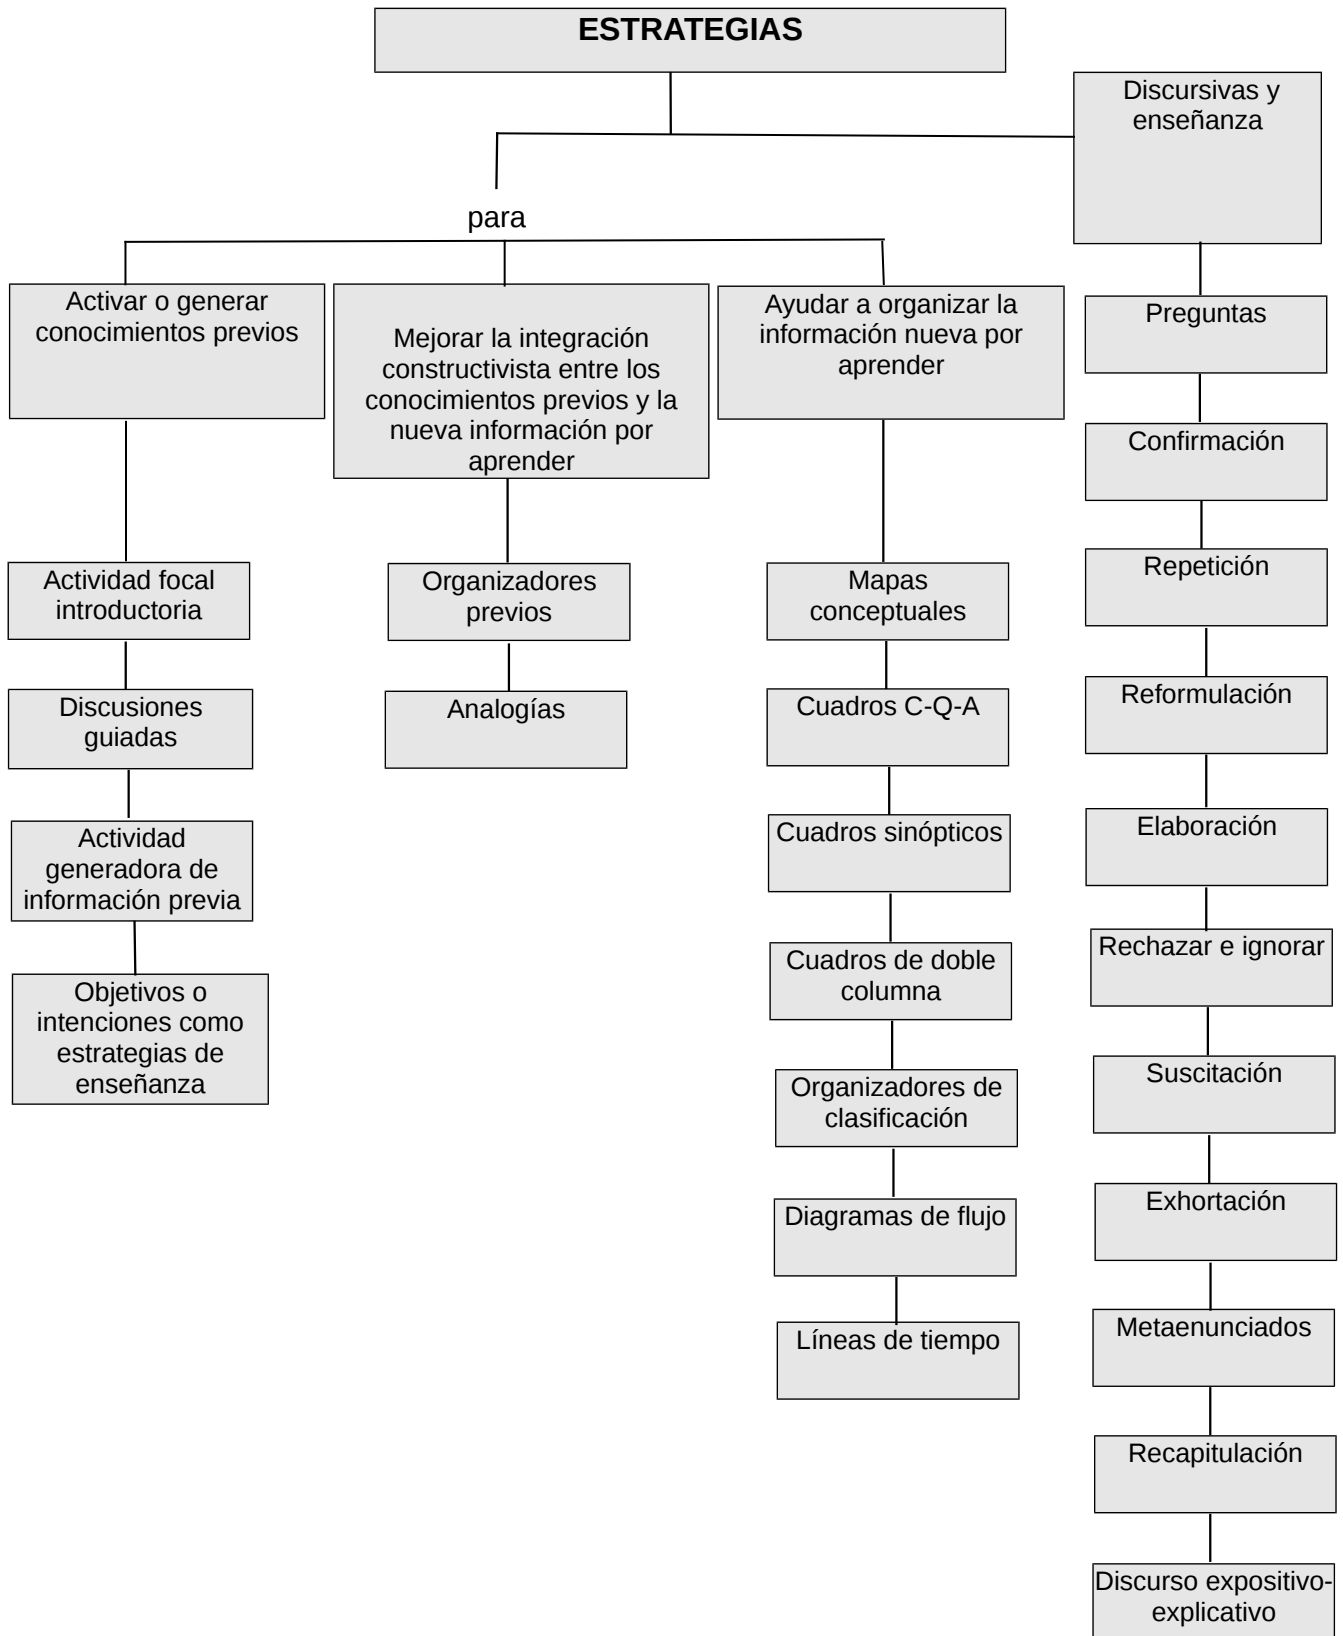 ESTRATEGIAS
Discursivas y
enseñanza
para
Activar o generar
conocimientos previos
Mejorar la integración
constructivista entre los
conocimientos previos y la
nueva información por
aprender
Ayudar a organizar la
información nueva por
aprender
Actividad focal
introductoria
Discusiones
guiadas
Actividad
generadora de
información previa
Objetivos o
intenciones como
estrategias de
enseñanza
Organizadores
previos
Analogías
Mapas
conceptuales
Cuadros C-Q-A
Cuadros sinópticos
Cuadros de doble
columna
Organizadores de
clasificación
Diagramas de flujo
Líneas de tiempo
Preguntas
Confirmación
Repetición
Reformulación
Elaboración
Rechazar e ignorar
Suscitación
Exhortación
Metaenunciados
Recapitulación
Discurso expositivo-
explicativo